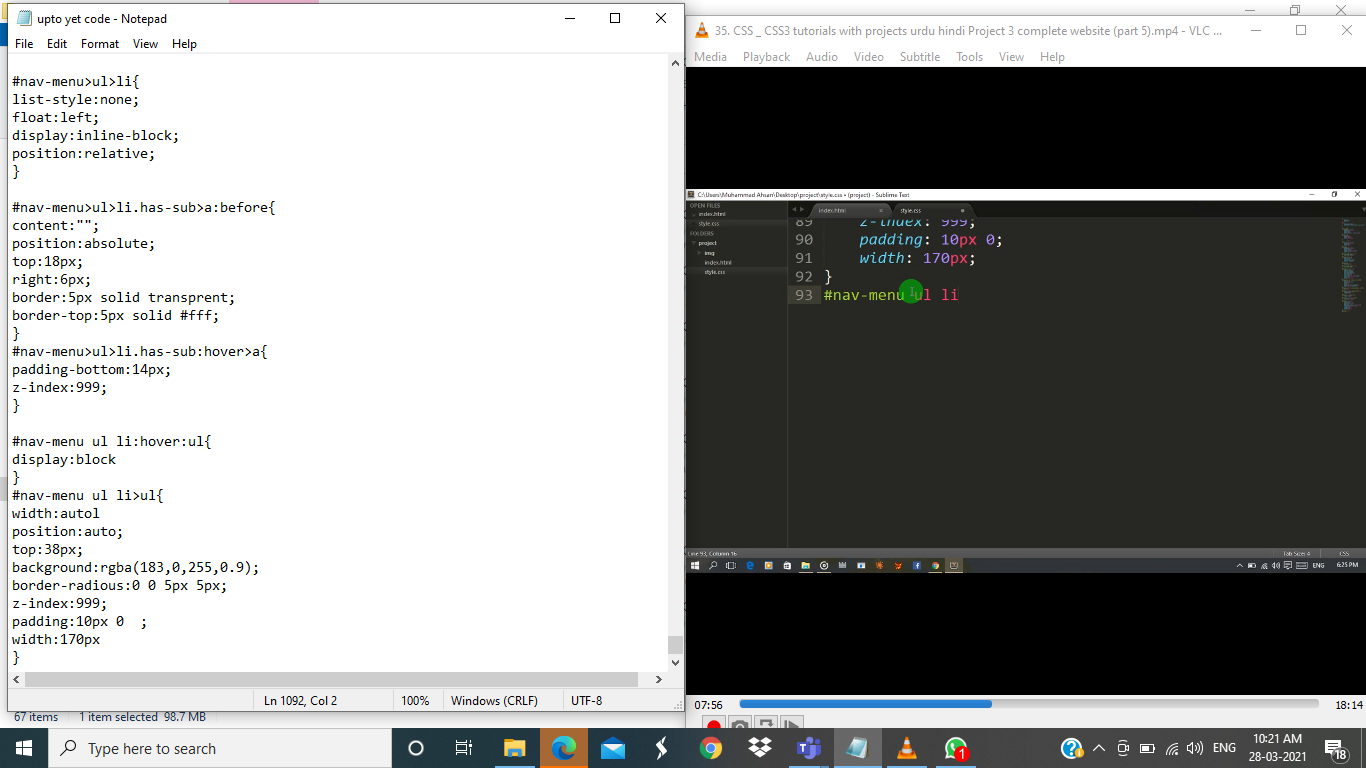 upto yet code - Notepad
File Edit Format View Help
#nav-menu>ul>li{
list-style:none;
float:left;
display:inline-block;
position:relative;
}
#nav-menu>ul>li.has-sub>a:before{
content:"";
position:absolute;
top:18px;
right:6px;
border:5px solid transprent;
border-top:5px solid #fff;
}
#nav-menu>ul>li.has-sub:hover>a{
padding-bottom:14px;
z-index:999;
}
#nav-menu ul li:hover:ul{
display:block
}
#nav-menu ul li>ul{
width:autol
position:auto;
top:38px;
background:rgba(183,0,255,0.9);
border-radious:0 0 5px 5px;
z-index:999;
padding:10px 0  ;
width:170px
}
Ln 1092, Col 2 100% Windows (CRLF) UTF-8
67 items 1 item selected 98.7 MB
35. CSS _ CSS3 tutorials with projects urdu hindi Project 3 complete website (part 5).mp4 - VLC ...
Media Playback Audio Video Subtitle Tools View Help
C:\Users\Muhammad Ahsan\Desktop\project\style.css • (project) - Sublime Text
OPEN FILES
index.html
style.css
FOLDERS
project
img
index.html
style.css
index.html style.css
89 z-index: 999;
90 padding: 10px 0;
91 width: 170px;
92 }
93 #nav-menu ul li
Line 93, Column 16 Tab Size: 4 CSS
ENG 6:25 PM
07:56 18:14
Type here to search
1
ENG
10:21 AM
28-03-2021
18